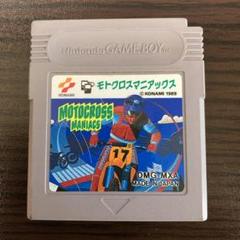 Nintendo GAME BOY TM
KONAMI
モトクロスマニアックス
© KONAMI 1989
MOTOCROSS
MANIACS
17
DMG-MXA
MADE IN JAPAN